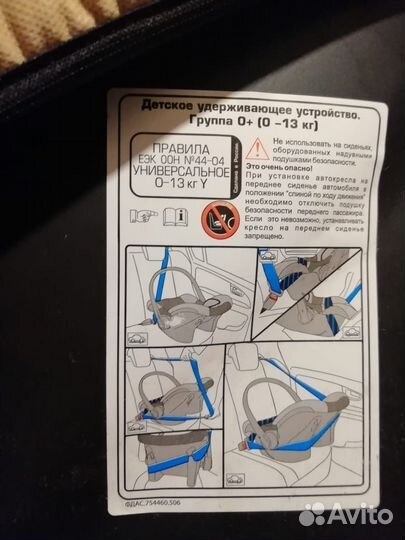 Детское удерживающее устройство.
Группа 0+ (0 –13 кг)
ПРАВИЛА
ЕЭК ООН №44-04
УНИВЕРСАЛЬНОЕ
0–13 кг Y
Сделано в России
Не использовать на сиденьях,
оборудованных надувными
подушками безопасности.
Это очень опасно!
При установке автокресла на
переднее сиденье автомобиля в
положении "спиной по ходу движения"
необходимо отключить подушку
безопасности переднего пассажира.
Если это невозможно, устанавливать
кресло на переднем сиденье
запрещено.
ФДАС.754460.506
Avito